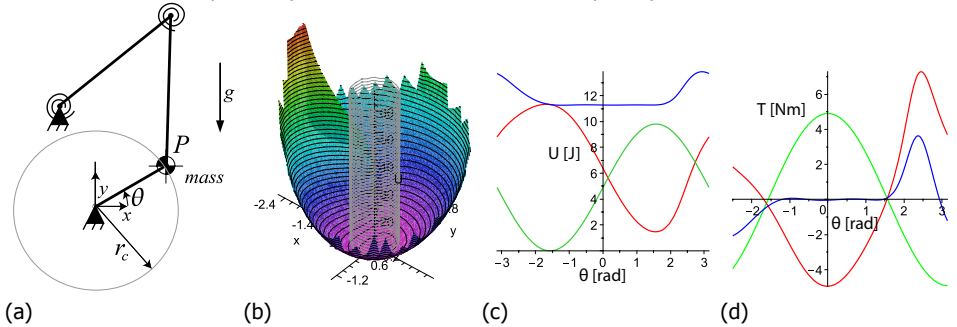 g
P
mass
y
θ
x
r_c
(a)
-2.4
-1.4
x
-1.2
0.6
U
.8
y
(b)
U [J]
12
10
8
6
4
2
-3 -2 -1 0 1 2 3
θ [rad]
(c)
T [Nm]
6
4
2
-2 -1 0 1 2 3
θ [rad]
-2
-4
(d)